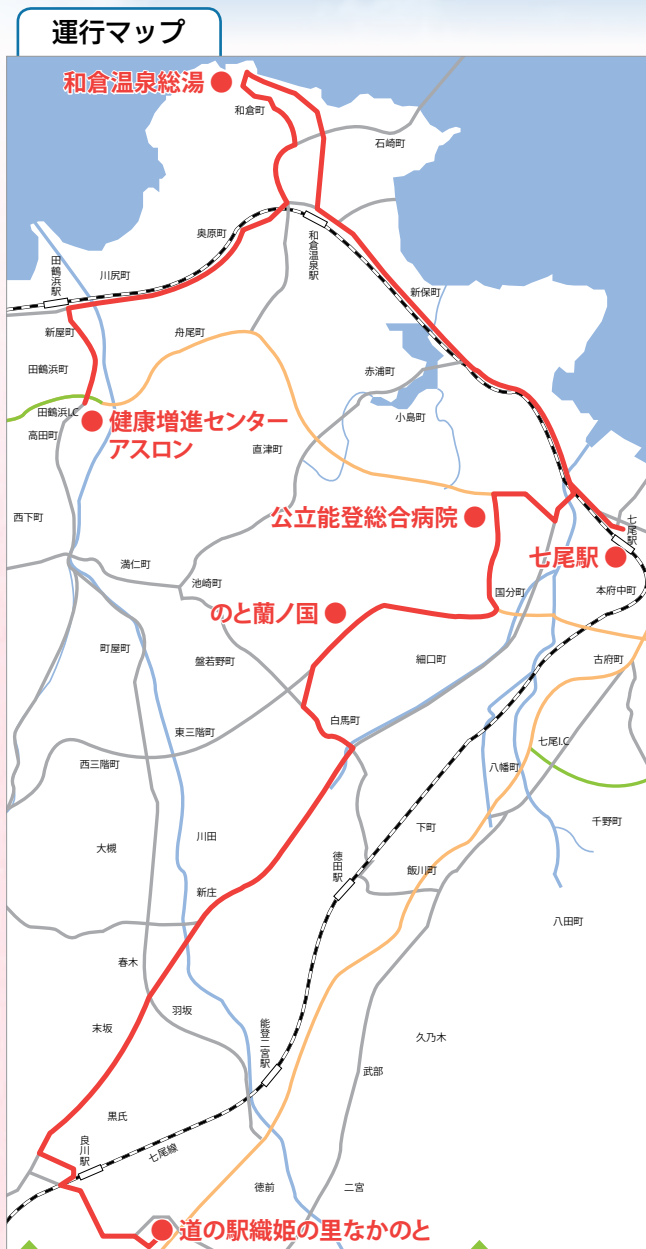 運行マップ
和倉温泉総湯
和倉町
石崎町
奥原町
和倉温泉駅
田鶴浜駅
川尻町
新保町
新屋町
舟尾町
田鶴浜町
赤浦町
田鶴浜I.C
高田町
健康増進センター
アスロン
小島町
直津町
西下町
公立能登総合病院
七尾駅
七尾駅
満仁町
池崎町
国分町
本府中町
のと蘭ノ国
町屋町
盤若野町
細口町
古府町
東三階町
白馬町
七尾I.C
西三階町
八幡町
大槻
川田
下町
千野町
徳田駅
飯川町
新庄
八田町
春木
羽坂
末坂
能登二宮駅
久乃木
武部
黒氏
良川駅
七尾線
徳前
二宮
道の駅織姫の里なかのと